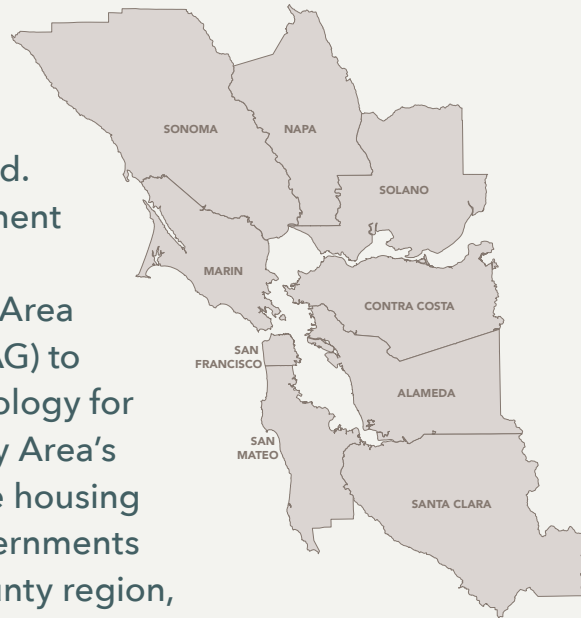 d.
nent
Area
AG) to
ology for
y Area's
e housing
ernments
unty region,
SONOMA
NAPA
SOLANO
MARIN
CONTRA COSTA
SAN
FRANCISCO
ALAMEDA
SAN
MATEO
SANTA CLARA